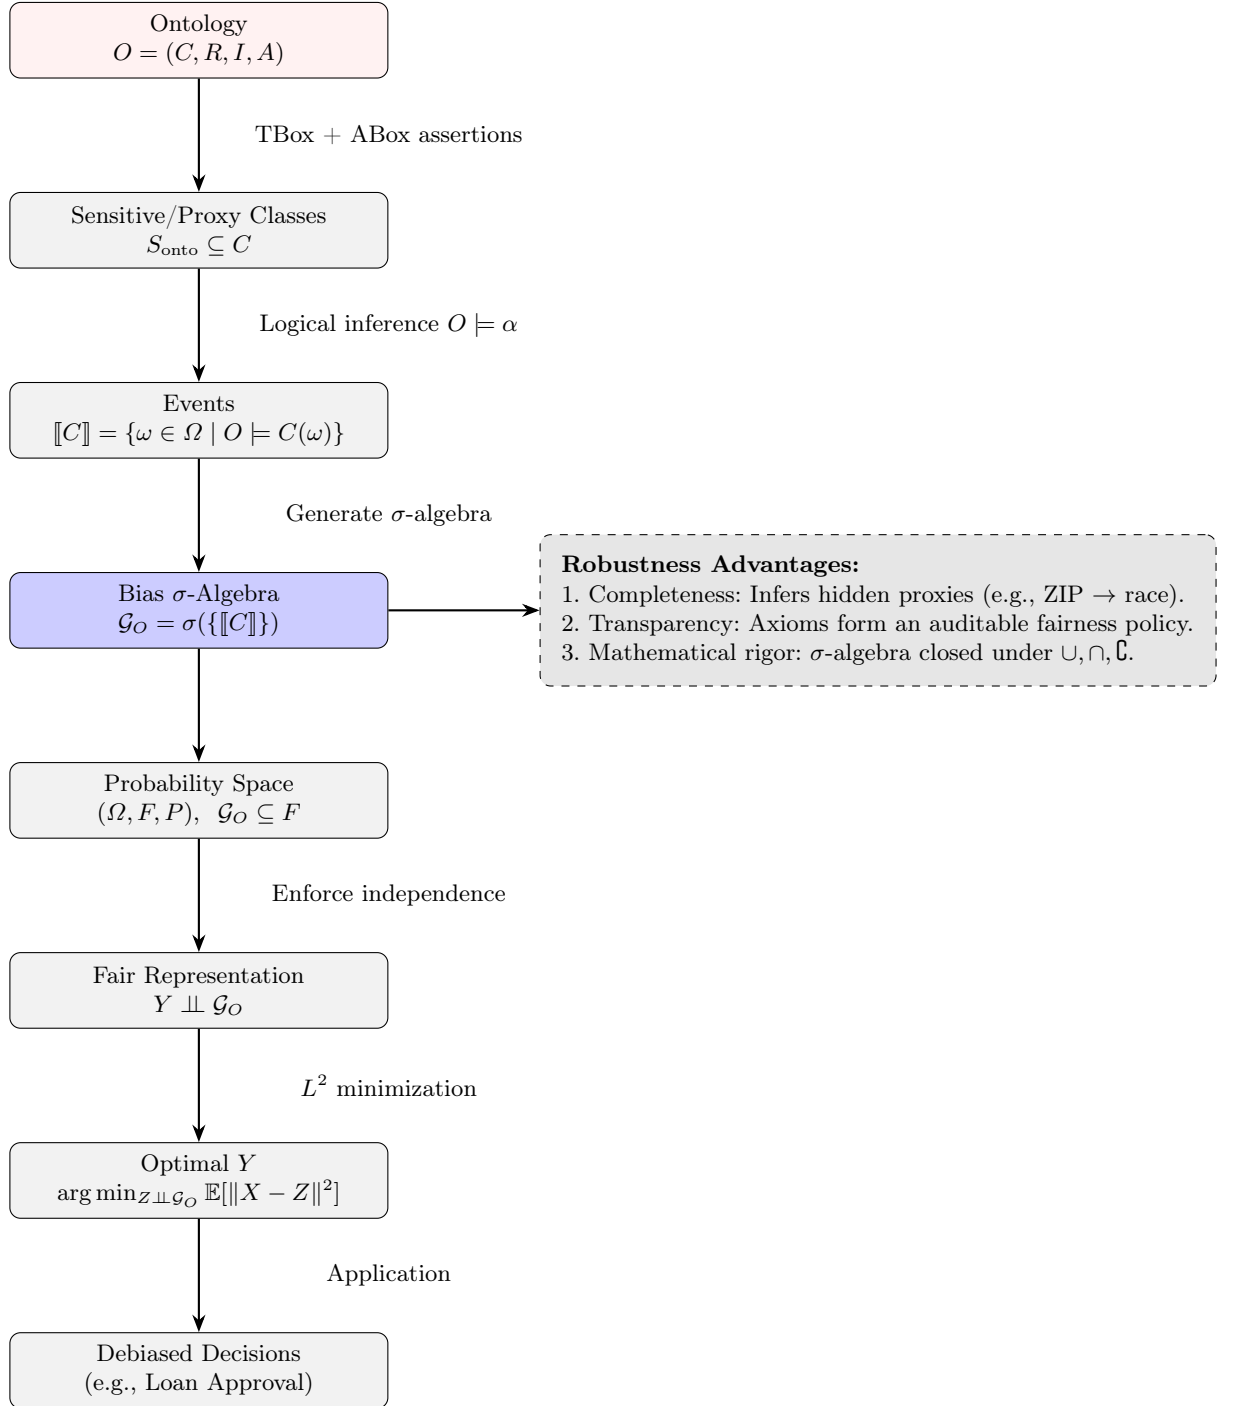 Ontology
O = (C, R, I, A)
TBox + ABox assertions
Sensitive/Proxy Classes
S_onto ⊆ C
Logical inference O ⊨ α
Events
⟦C⟧ = {ω ∈ Ω | O ⊨ C(ω)}
Generate σ-algebra
Bias σ-Algebra
𝒢_O = σ({⟦C⟧})
Robustness Advantages:
1. Completeness: Infers hidden proxies (e.g., ZIP → race).
2. Transparency: Axioms form an auditable fairness policy.
3. Mathematical rigor: σ-algebra closed under ∪, ∩, ∁.
Probability Space
(Ω, F, P), 𝒢_O ⊆ F
Enforce independence
Fair Representation
Y ⫫ 𝒢_O
L² minimization
Optimal Y
arg min_{Z⫫𝒢_O} 𝔼[‖X − Z‖²]
Application
Debiased Decisions
(e.g., Loan Approval)